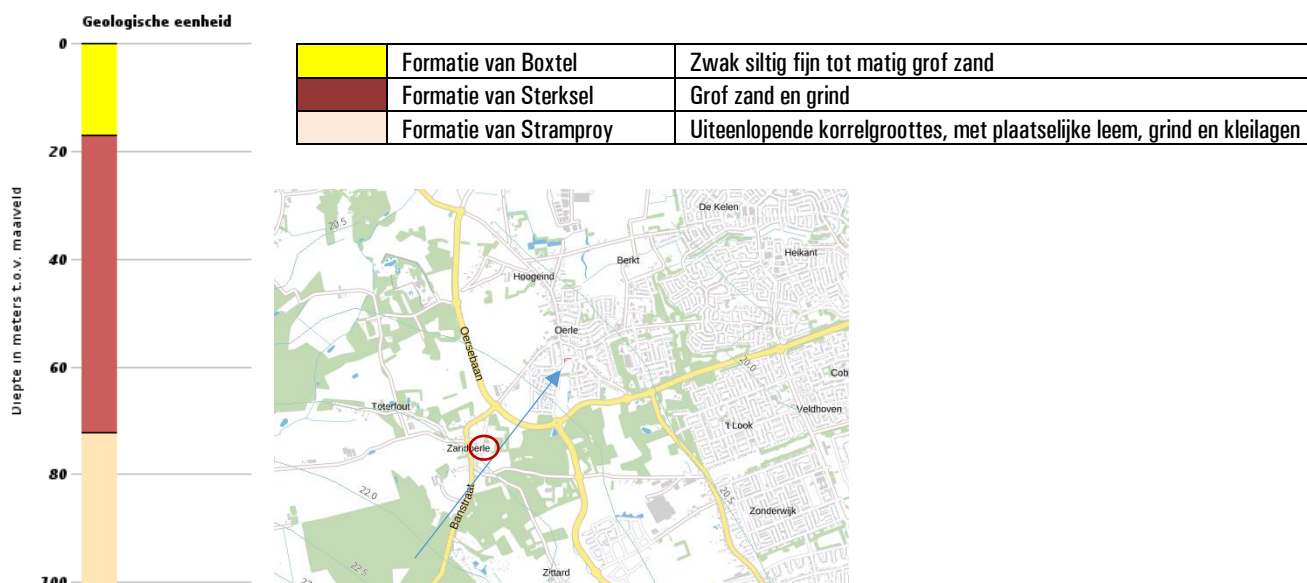 Geologische eenheid
0
20
40
60
80
100
Diepte in meters t.o.v. maaiveld
Formatie van Boxtel Zwak siltig fijn tot matig grof zand
Formatie van Sterksel Grof zand en grind
Formatie van Stramproy Uiteenlopende korrelgroottes, met plaatselijke leem, grind en kleilagen
De Kelen
20.5
Heikant
Berkt
Hoogeind
Oerle
Oersebaan
20.0
Cob
Toterfout
Veldhoven
't Look
Zandoerle
22.0
20.5
Banstraat
Zonderwijk
22.5
Zittard